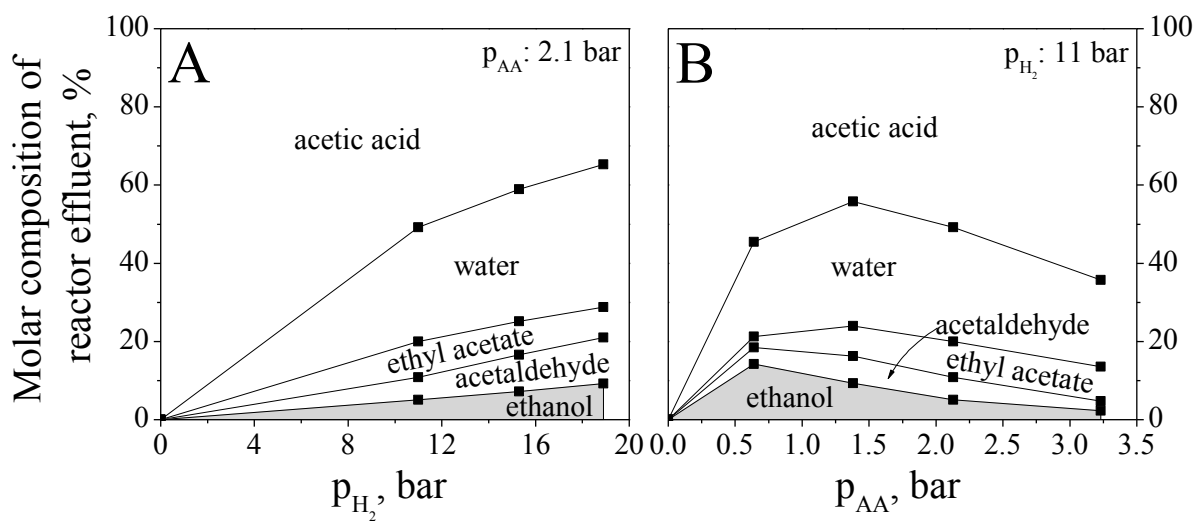 Molar composition of
reactor effluent, %
100
80
60
40
20
0
A
p_AA: 2.1 bar
acetic acid
water
ethyl acetate
acetaldehyde
ethanol
0 4 8 12 16 20
p_H₂, bar
B
p_H₂: 11 bar
acetic acid
water
acetaldehyde
ethyl acetate
ethanol
100
80
60
40
20
0
0.0 0.5 1.0 1.5 2.0 2.5 3.0 3.5
p_AA, bar